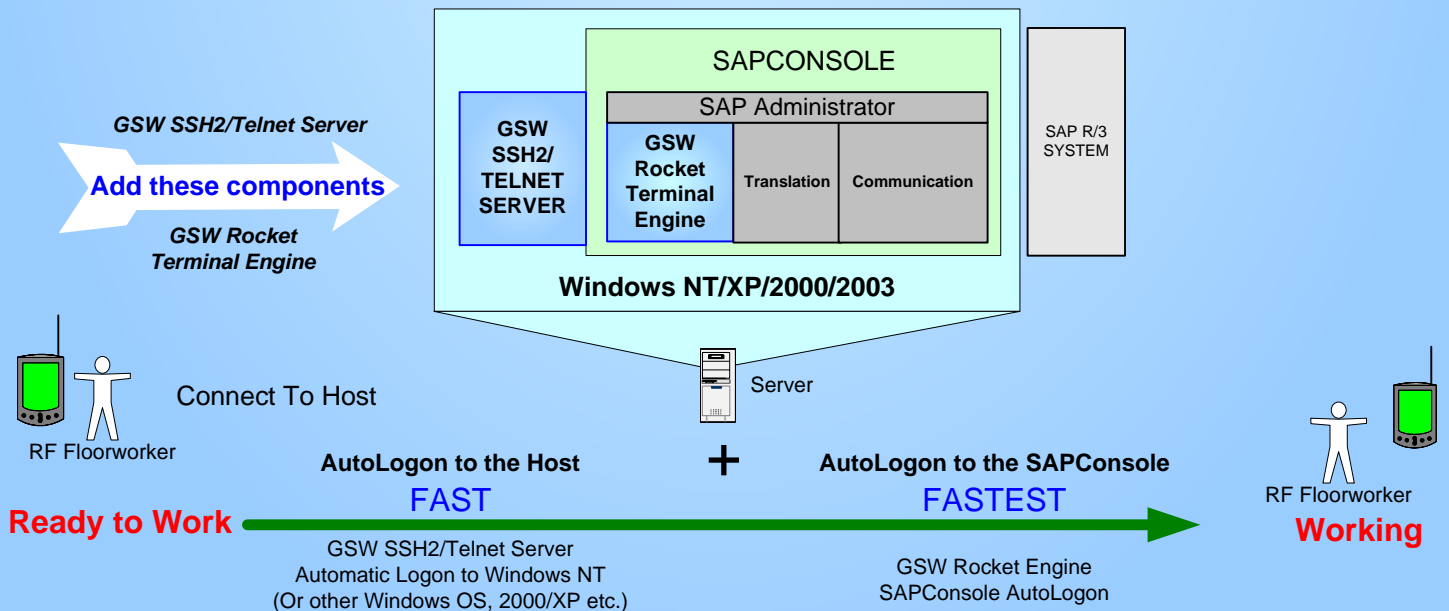 GSW SSH2/Telnet Server
Add these components
GSW Rocket
Terminal Engine
SAPCONSOLE
SAP Administrator
GSW
SSH2/
TELNET
SERVER
GSW
Rocket
Terminal
Engine
Translation
Communication
SAP R/3
SYSTEM
Windows NT/XP/2000/2003
Server
Connect To Host
RF Floorworker
AutoLogon to the Host
FAST
+
AutoLogon to the SAPConsole
FASTEST
RF Floorworker
Ready to Work
Working
GSW SSH2/Telnet Server
Automatic Logon to Windows NT
(Or other Windows OS, 2000/XP etc.)
GSW Rocket Engine
SAPConsole AutoLogon